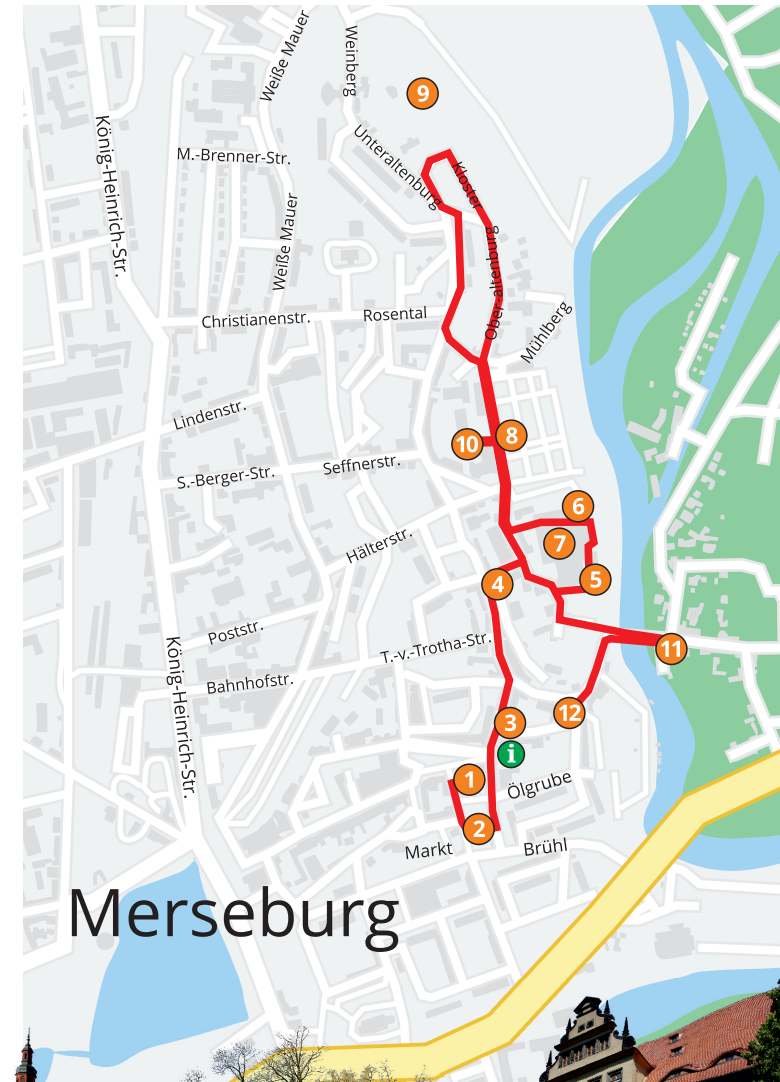 Weiße Mauer
Weinberg
9
König-Heinrich-Str.
M.-Brenner-Str.
Unteraltenburg
Kloster
Weiße Mauer
Ober-altenburg
Christianenstr.
Rosental
Mühlberg
Lindenstr.
10
8
S.-Berger-Str.
Seffnerstr.
6
Hälterstr.
7
4
5
Poststr.
T.-v.-Trotha-Str.
11
König-Heinrich-Str.
Bahnhofstr.
12
3
i
1
Ölgrube
2
Markt
Brühl
Merseburg